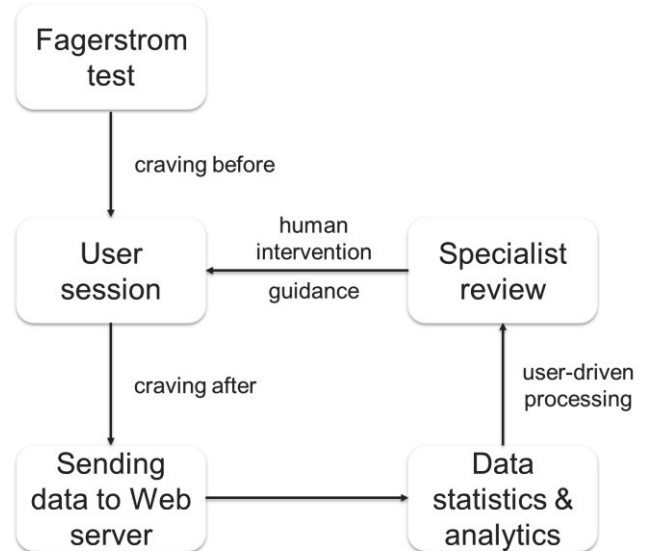 Fagerstrom
test
craving before
User
session
human
intervention
guidance
Specialist
review
craving after
user-driven
processing
Sending
data to Web
server
Data
statistics &
analytics